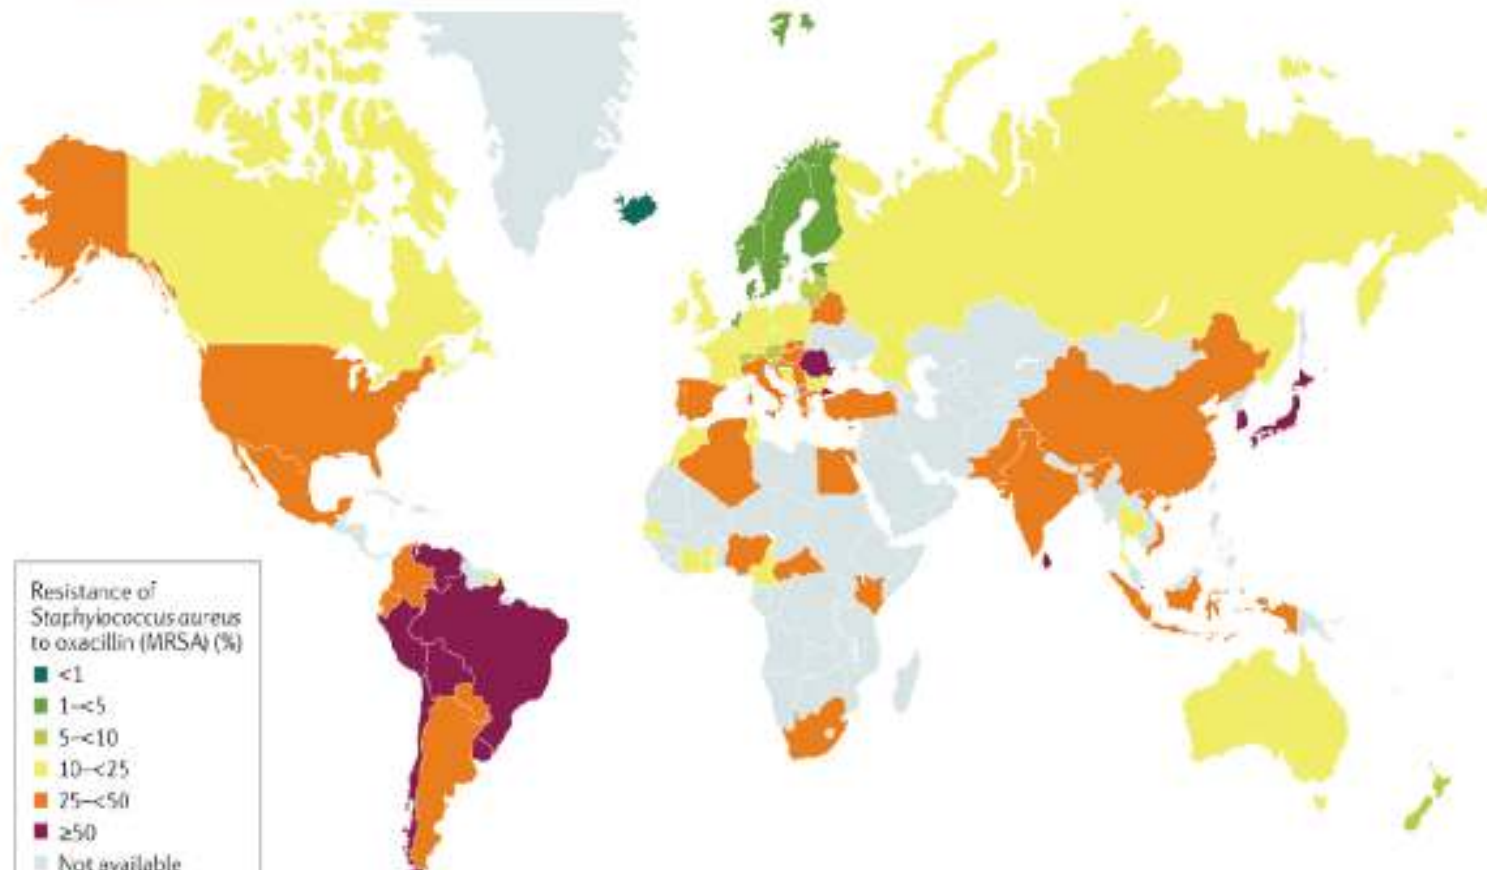 Resistance of
Staphylococcus aureus
to oxacillin (MRSA) (%)
<1
1–<5
5–<10
10–<25
25–<50
≥50
Not available